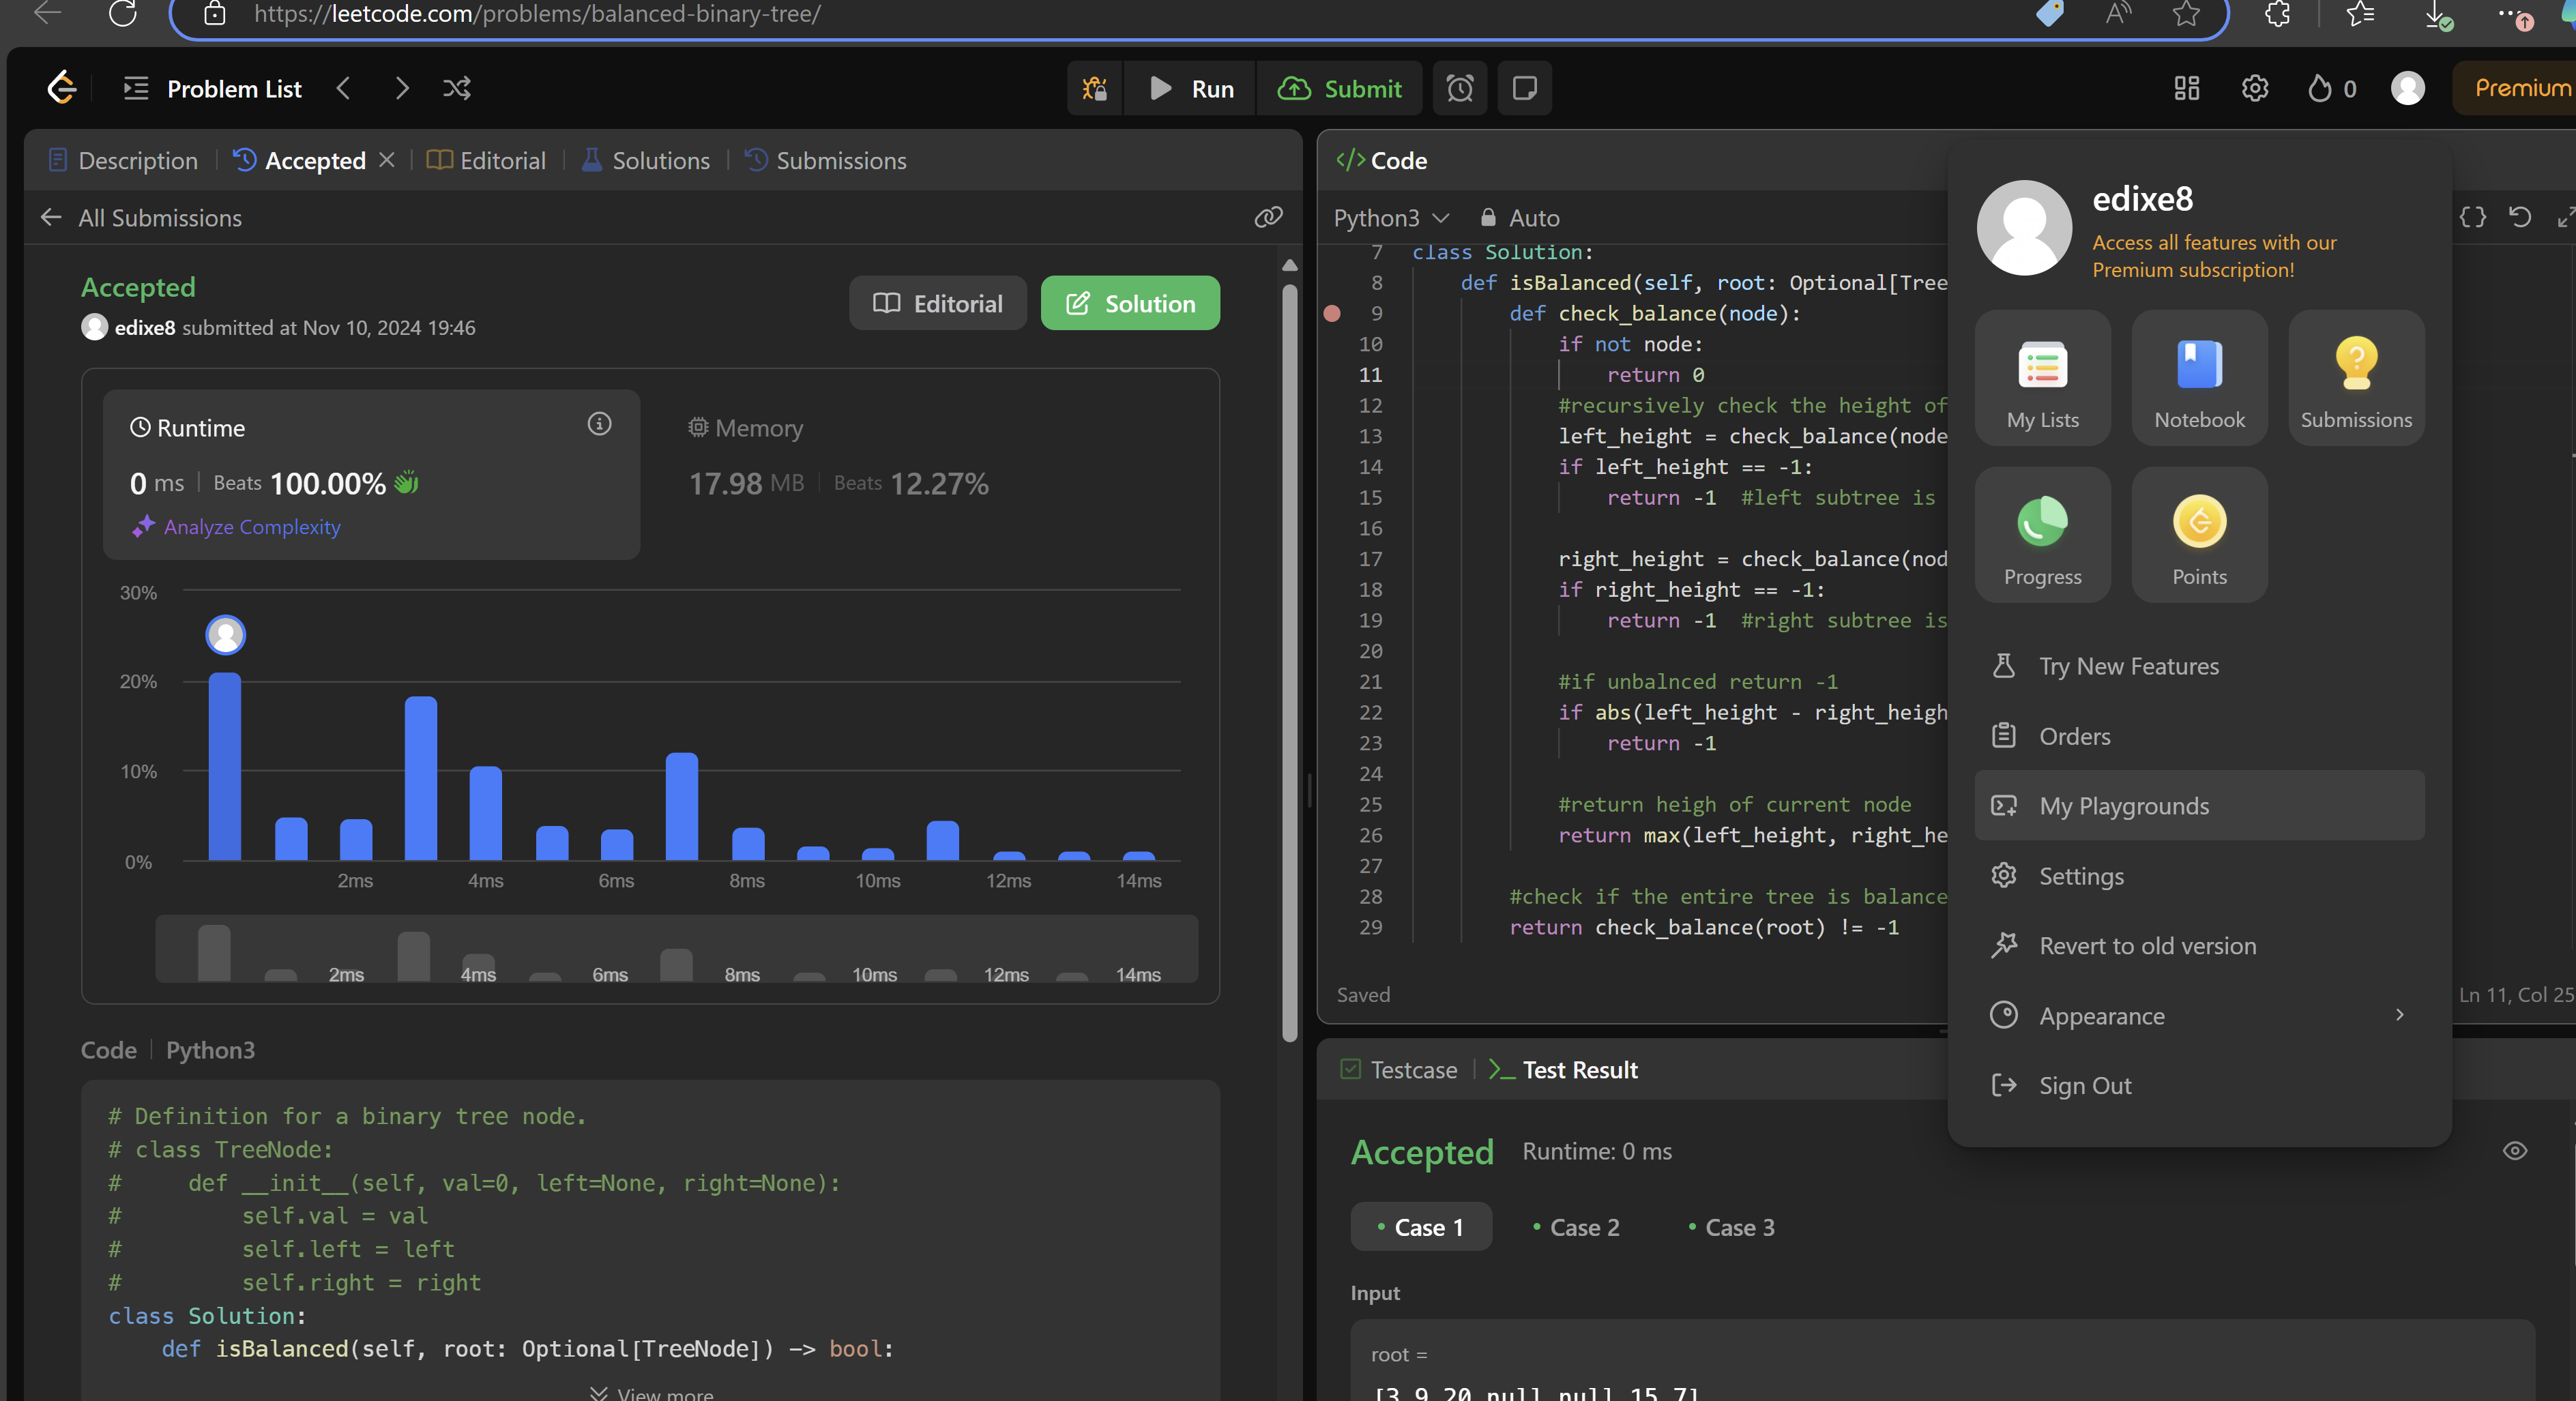 https://leetcode.com/problems/balanced-binary-tree/
Problem List
Run
Submit
0
Premium
Description
Accepted
Editorial
Solutions
Submissions
All Submissions
Accepted
edixe8 submitted at Nov 10, 2024 19:46
Editorial
Solution
Runtime
0 ms | Beats 100.00%
Analyze Complexity
Memory
17.98 MB | Beats 12.27%
30%
20%
10%
0%
2ms 4ms 6ms 8ms 10ms 12ms 14ms
2ms 4ms 6ms 8ms 10ms 12ms 14ms
Code | Python3
# Definition for a binary tree node.
# class TreeNode:
#     def __init__(self, val=0, left=None, right=None):
#         self.val = val
#         self.left = left
#         self.right = right
class Solution:
    def isBalanced(self, root: Optional[TreeNode]) -> bool:
View more
</> Code
Python3
Auto
7 class Solution:
8     def isBalanced(self, root: Optional[Tree
9         def check_balance(node):
10             if not node:
11                 return 0
12             #recursively check the height of
13             left_height = check_balance(node
14             if left_height == -1:
15                 return -1  #left subtree is
16
17             right_height = check_balance(nod
18             if right_height == -1:
19                 return -1  #right subtree is
20
21             #if unbalnced return -1
22             if abs(left_height - right_heigh
23                 return -1
24
25             #return heigh of current node
26             return max(left_height, right_he
27
28         #check if the entire tree is balance
29         return check_balance(root) != -1
Saved
Ln 11, Col 25
edixe8
Access all features with our
Premium subscription!
My Lists
Notebook
Submissions
Progress
Points
Try New Features
Orders
My Playgrounds
Settings
Revert to old version
Appearance
Sign Out
Testcase
Test Result
Accepted
Runtime: 0 ms
Case 1
Case 2
Case 3
Input
root =
[3,9,20,null,null,15,7]